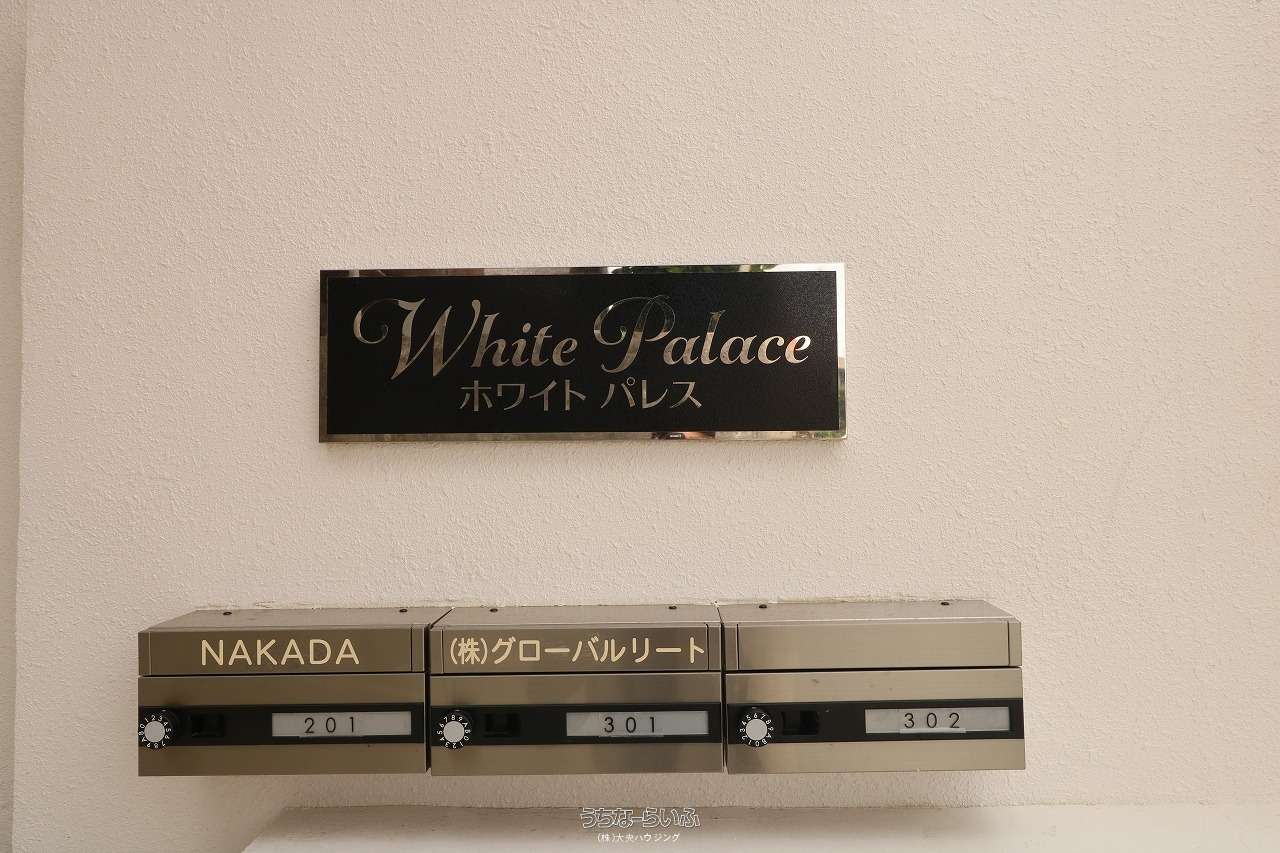 White Palace
ホワイト パレス
NAKADA
(株)グローバルリート
201
301
302
うちなーらいふ
(株)大央ハウジング